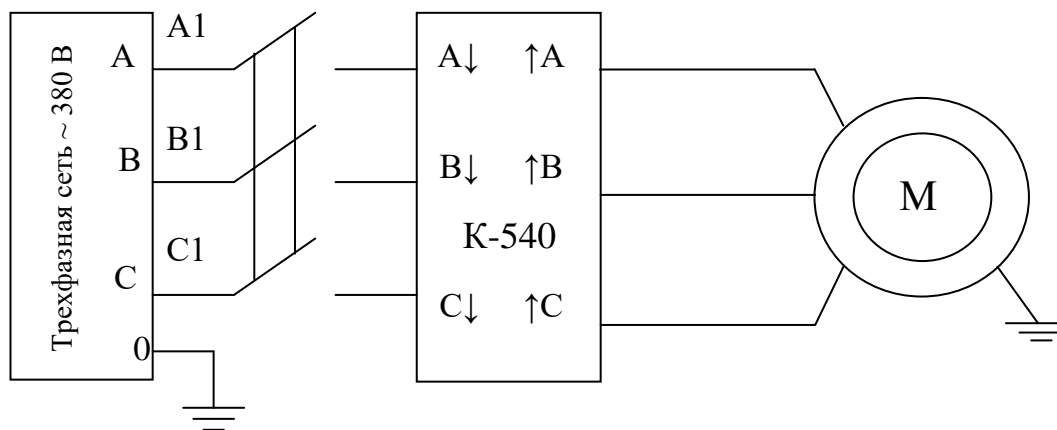 Трехфазная сеть ~ 380 В
A1
A
B1
B
C1
C
0
A↓ ↑A
B↓ ↑B
К-540
C↓ ↑C
М